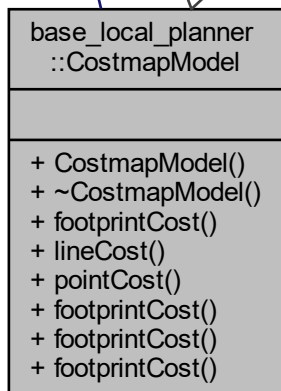 base_local_planner
::CostmapModel
+ CostmapModel()
+ ~CostmapModel()
+ footprintCost()
+ lineCost()
+ pointCost()
+ footprintCost()
+ footprintCost()
+ footprintCost()